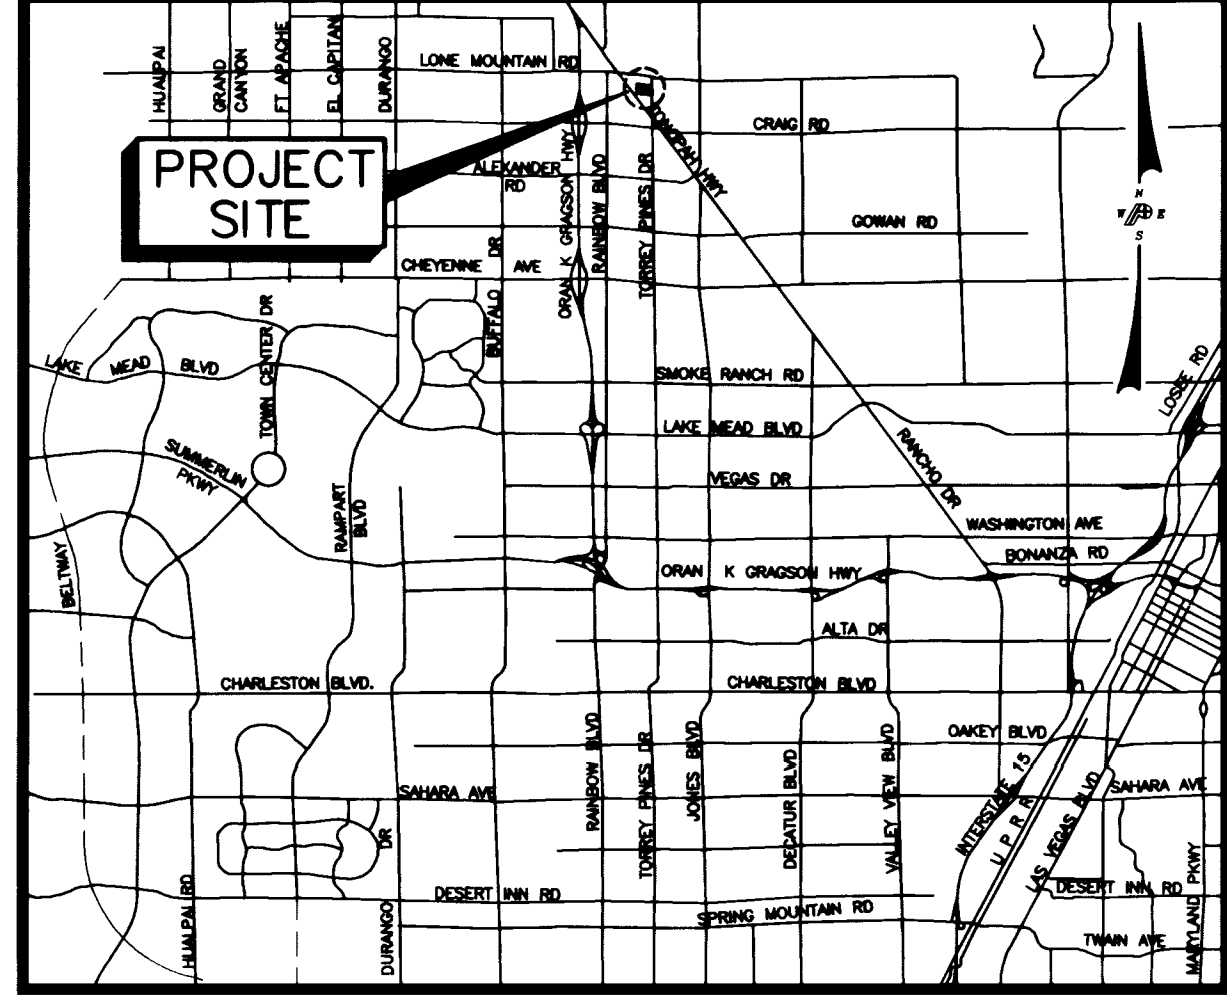 HUALPAI
GRAND
CANYON
FT APACHE
EL CAPITAN
DURANGO
LONE MOUNTAIN RD
CRAIG RD
PROJECT
SITE
ALEXANDER
RD
TONOPAH HWY
ORAN K GRAGSON HWY
RAINBOW BLVD
TORREY PINES DR
GOWAN RD
N
W E
S
CHEYENNE AVE
BUFFALO DR
TOWN CENTER DR
LAKE MEAD BLVD
SMOKE RANCH RD
LOSEE RD
LAKE MEAD BLVD
RANCHO DR
SUMMERLIN
PKWY
RAMPART
BLVD
VEGAS DR
WASHINGTON AVE
BONANZA RD
BELTWAY
ORAN K GRAGSON HWY
ALTA DR
CHARLESTON BLVD.
CHARLESTON BLVD
OAKEY BLVD
RAINBOW BLVD
TORREY PINES DR
JONES BLVD
DECATUR BLVD
VALLEY VIEW BLVD
INTERSTATE 15
U P R R
LAS VEGAS BLVD
SAHARA AVE
SAHARA AVE
DR
DURANGO
HUALPAI RD
DESERT INN RD
DESERT INN RD
SPRING MOUNTAIN RD
TWAIN AVE
MARYLAND PKWY